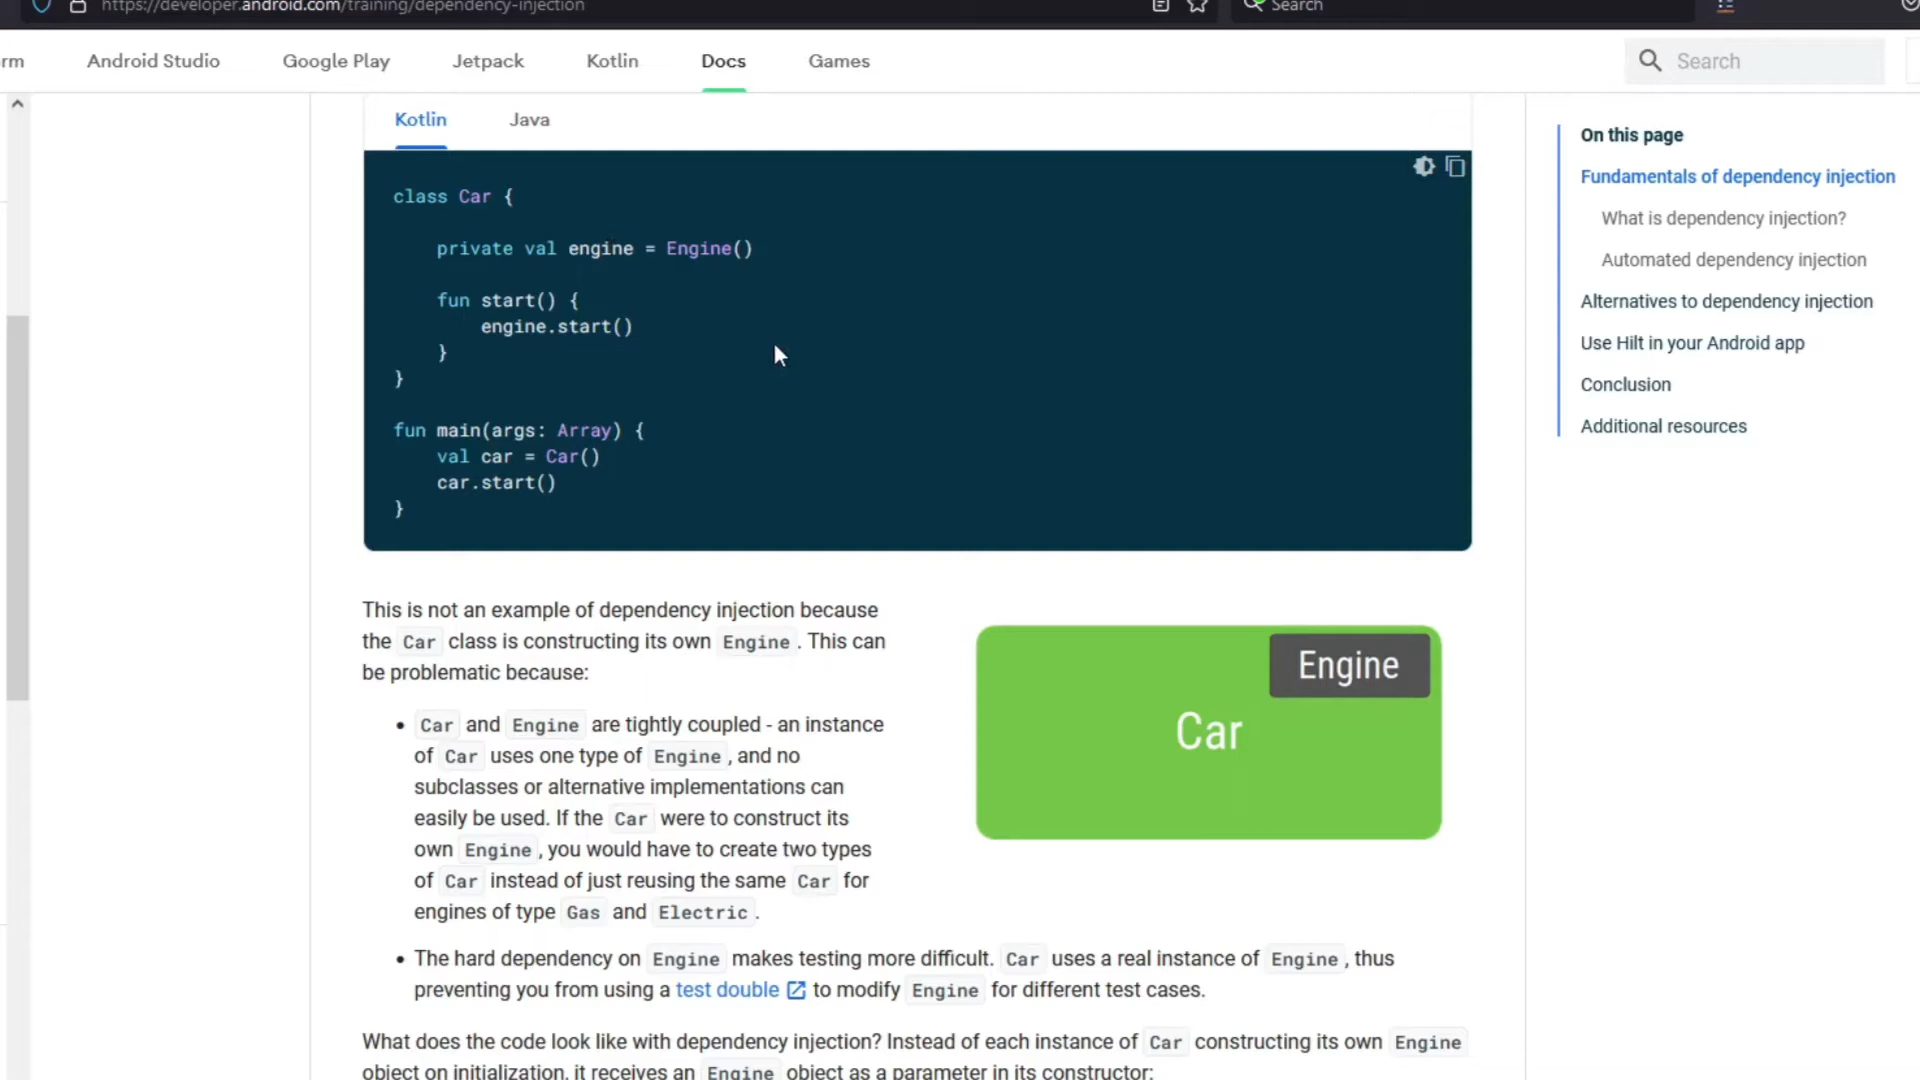 https://developer.android.com/training/dependency-injection
Search
rm
Android Studio
Google Play
Jetpack
Kotlin
Docs
Games
Search
Kotlin
Java
class Car {
private val engine = Engine()
fun start() {
engine.start()
}
}
fun main(args: Array) {
val car = Car()
car.start()
}
This is not an example of dependency injection because
the Car class is constructing its own Engine. This can
be problematic because:
• Car and Engine are tightly coupled - an instance
of Car uses one type of Engine, and no
subclasses or alternative implementations can
easily be used. If the Car were to construct its
own Engine, you would have to create two types
of Car instead of just reusing the same Car for
engines of type Gas and Electric.
Engine
Car
• The hard dependency on Engine makes testing more difficult. Car uses a real instance of Engine, thus
preventing you from using a test double to modify Engine for different test cases.
What does the code look like with dependency injection? Instead of each instance of Car constructing its own Engine
object on initialization, it receives an Engine object as a parameter in its constructor:
On this page
Fundamentals of dependency injection
What is dependency injection?
Automated dependency injection
Alternatives to dependency injection
Use Hilt in your Android app
Conclusion
Additional resources